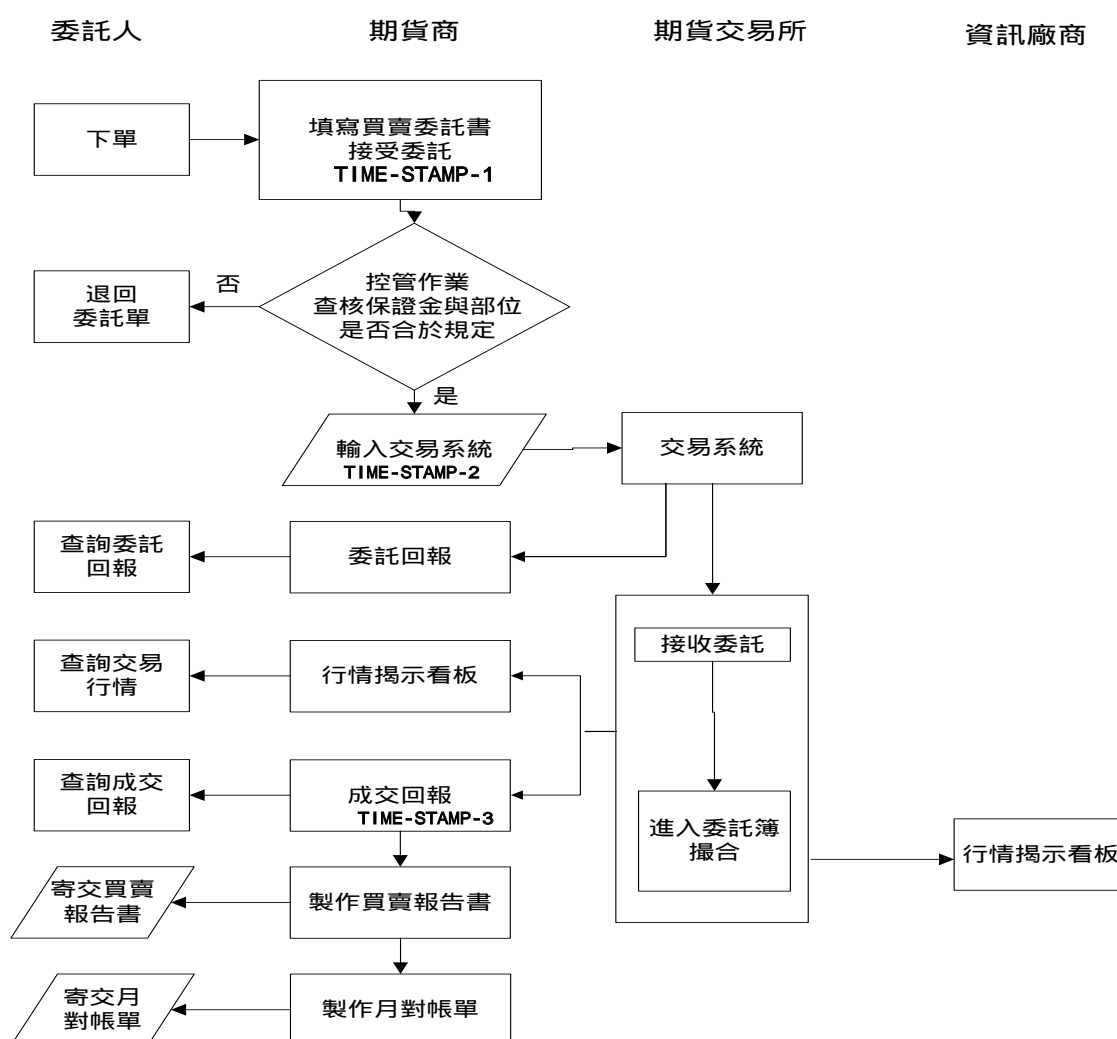 委託人
期貨商
期貨交易所
資訊廠商
下單
填寫買賣委託書
接受委託
TIME-STAMP-1
否
退回
委託單
控管作業
查核保證金與部位
是否合於規定
是
輸入交易系統
TIME-STAMP-2
交易系統
查詢委託
回報
委託回報
接收委託
查詢交易
行情
行情揭示看板
查詢成交
回報
成交回報
TIME-STAMP-3
進入委託簿
撮合
行情揭示看板
寄交買賣
報告書
製作買賣報告書
寄交月
對帳單
製作月對帳單